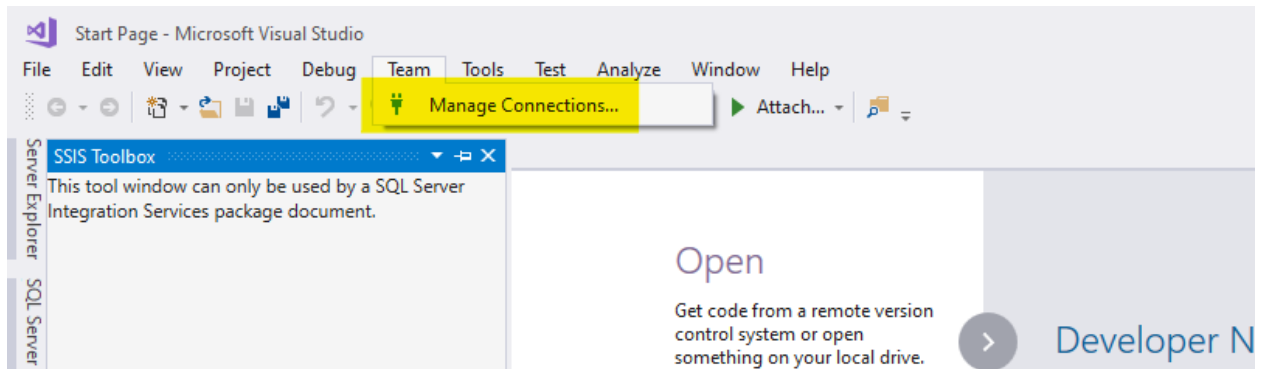 Start Page - Microsoft Visual Studio
File Edit View Project Debug Team Tools Test Analyze Window Help
Manage Connections...
Attach...
Server Explorer
SQL Server
SSIS Toolbox
This tool window can only be used by a SQL Server
Integration Services package document.
Open
Get code from a remote version
control system or open
something on your local drive.
Developer N